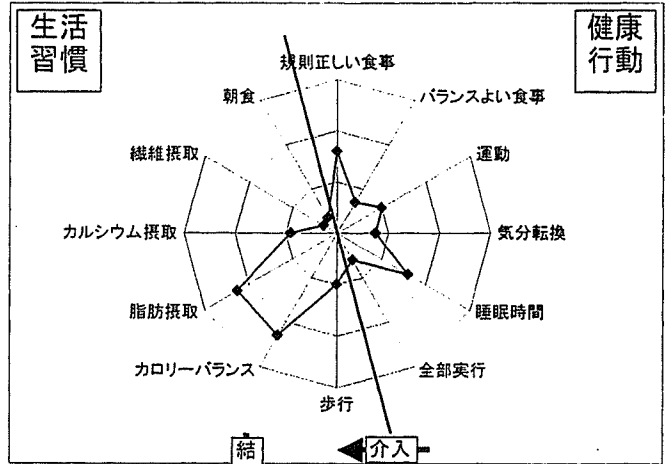 生活
習慣
健康
行動
規則正しい食事
朝食
バランスよい食事
繊維摂取
運動
カルシウム摂取
気分転換
脂肪摂取
睡眠時間
カロリーバランス
全部実行
歩行
結
介入